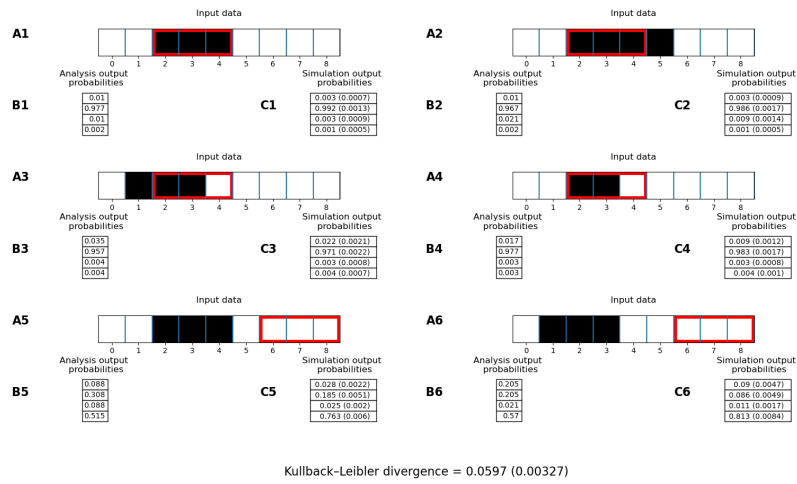 Input data
Input data
A1
A2
0 1 2 3 4 5 6 7 8
0 1 2 3 4 5 6 7 8
Analysis output
probabilities
Simulation output
probabilities
Analysis output
probabilities
Simulation output
probabilities
B1
0.01
0.977
0.01
0.002
C1
0.003 (0.0007)
0.992 (0.0013)
0.003 (0.0009)
0.001 (0.0005)
B2
0.01
0.967
0.021
0.002
C2
0.003 (0.0009)
0.986 (0.0017)
0.009 (0.0014)
0.001 (0.0005)
Input data
Input data
A3
A4
0 1 2 3 4 5 6 7 8
0 1 2 3 4 5 6 7 8
Analysis output
probabilities
Simulation output
probabilities
Analysis output
probabilities
Simulation output
probabilities
B3
0.035
0.957
0.004
0.004
C3
0.022 (0.0021)
0.971 (0.0022)
0.003 (0.0008)
0.004 (0.0007)
B4
0.017
0.977
0.003
0.003
C4
0.009 (0.0012)
0.983 (0.0017)
0.003 (0.0008)
0.004 (0.001)
Input data
Input data
A5
A6
0 1 2 3 4 5 6 7 8
0 1 2 3 4 5 6 7 8
Analysis output
probabilities
Simulation output
probabilities
Analysis output
probabilities
Simulation output
probabilities
B5
0.088
0.308
0.088
0.515
C5
0.028 (0.0022)
0.185 (0.0051)
0.025 (0.002)
0.763 (0.006)
B6
0.205
0.205
0.021
0.57
C6
0.09 (0.0047)
0.086 (0.0049)
0.011 (0.0017)
0.813 (0.0084)
Kullback–Leibler divergence = 0.0597 (0.00327)